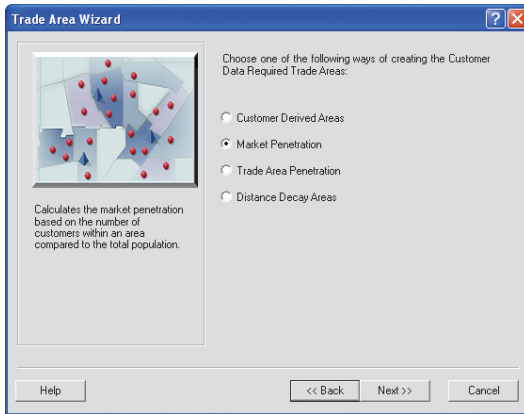 Trade Area Wizard
Choose one of the following ways of creating the Customer
Data Required Trade Areas:
Customer Derived Areas
Market Penetration
Trade Area Penetration
Distance Decay Areas
Calculates the market penetration
based on the number of
customers within an area
compared to the total population.
Help
<< Back
Next >>
Cancel